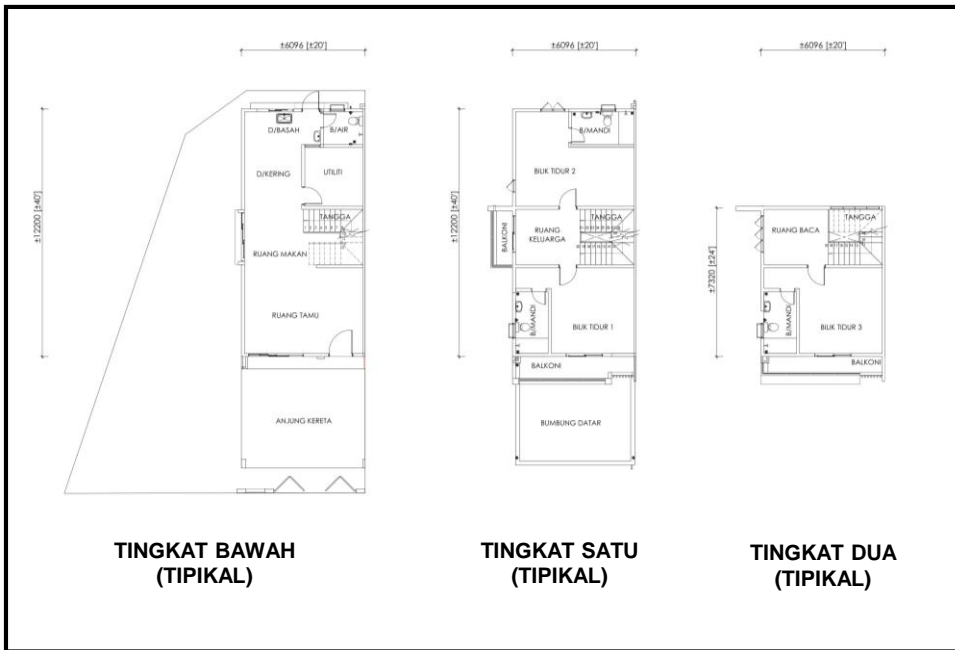 ±6096 [±20']
±12200 [±40']
D/BASAH
B/AIR
D/KERING
UTILITI
TANGGA
RUANG MAKAN
RUANG TAMU
ANJUNG KERETA
TINGKAT BAWAH
(TIPIKAL)
±6096 [±20']
±12200 [±40']
B/MANDI
BILIK TIDUR 2
TANGGA
BALKONI
RUANG
KELUARGA
B/MANDI
BILIK TIDUR 1
BALKONI
BUMBUNG DATAR
TINGKAT SATU
(TIPIKAL)
±6096 [±20']
±7320 [±24']
TANGGA
RUANG BACA
B/MANDI
BILIK TIDUR 3
BALKONI
TINGKAT DUA
(TIPIKAL)